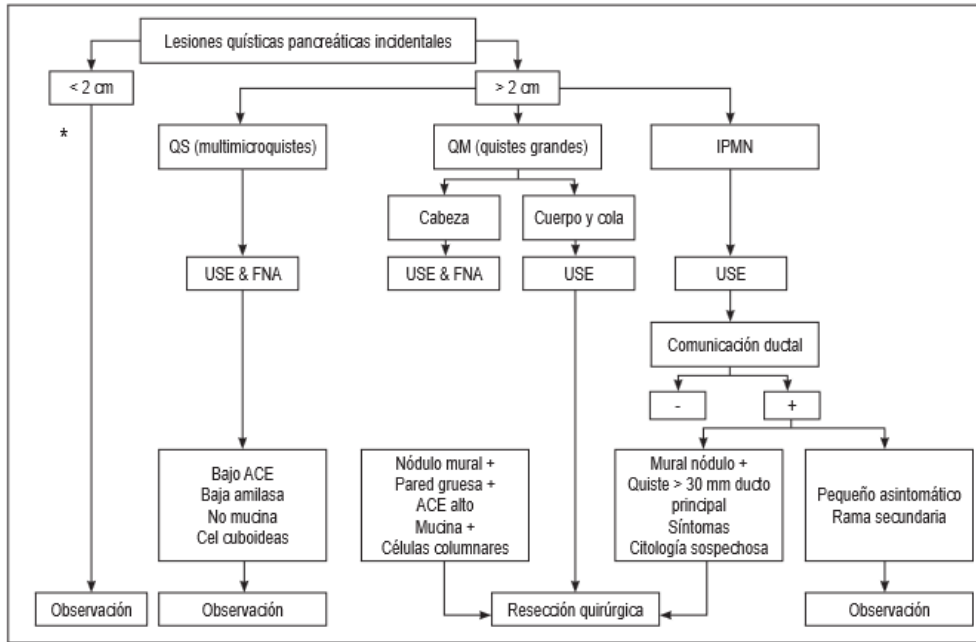 Lesiones quísticas pancreáticas incidentales
< 2 cm
> 2 cm
*
QS (multimicroquistes)
QM (quistes grandes)
IPMN
Cabeza
Cuerpo y cola
USE & FNA
USE & FNA
USE
USE
Comunicación ductal
-
+
Bajo ACE
Baja amilasa
No mucina
Cel cuboideas
Nódulo mural +
Pared gruesa +
ACE alto
Mucina +
Células columnares
Mural nódulo +
Quiste > 30 mm ducto
principal
Síntomas
Citología sospechosa
Pequeño asintomático
Rama secundaria
Observación
Observación
Resección quirúrgica
Observación